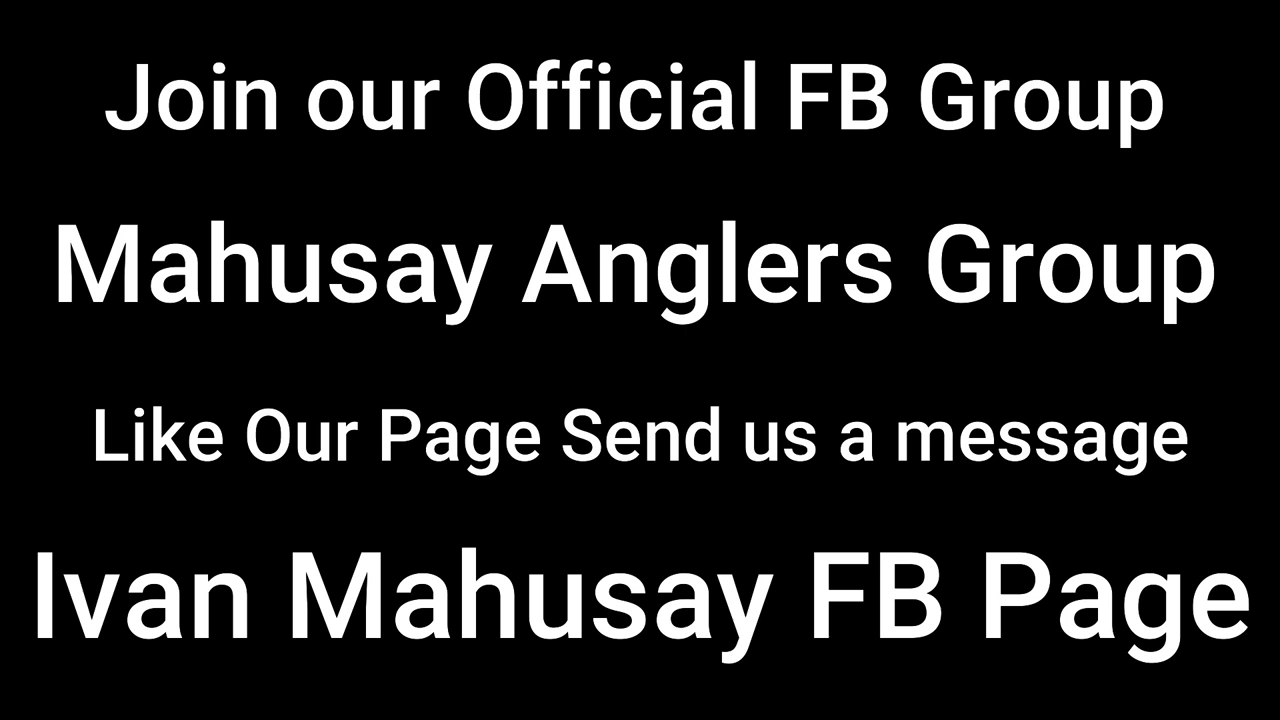 Join our Official FB Group
Mahusay Anglers Group
Like Our Page Send us a message
Ivan Mahusay FB Page